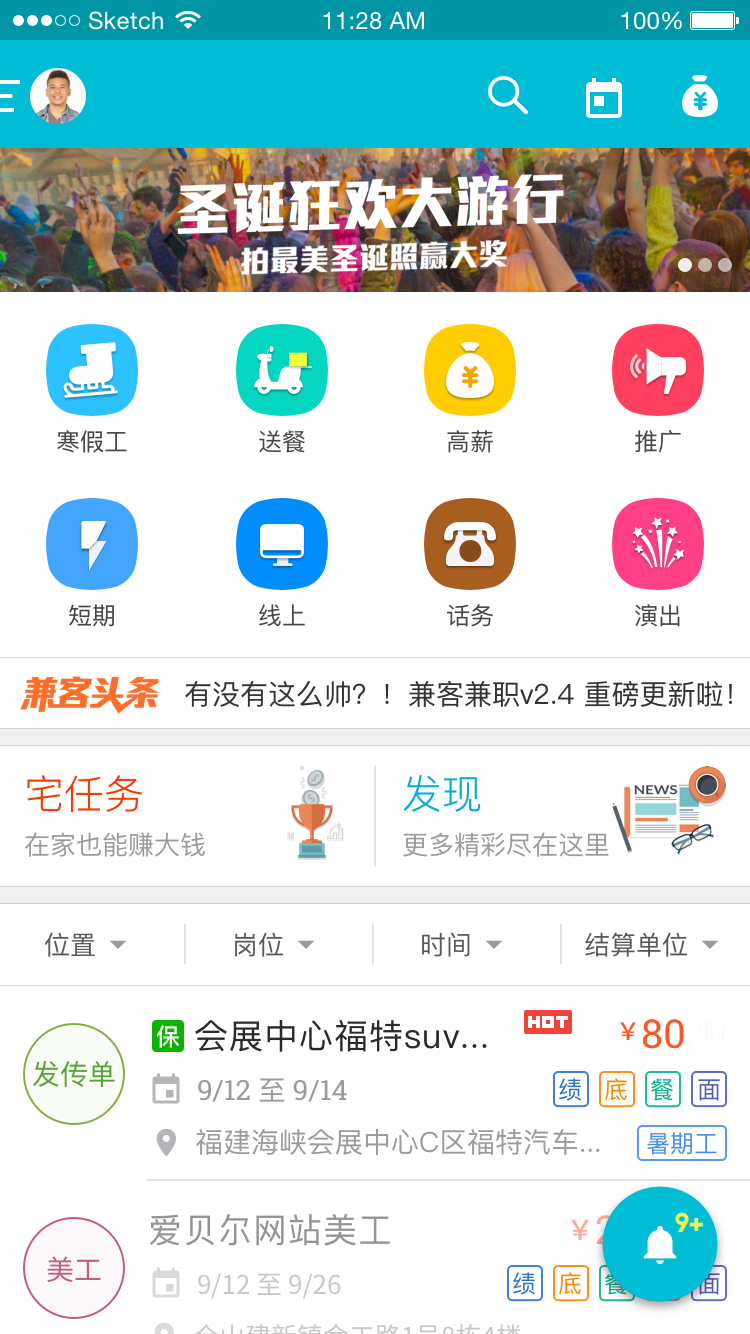 Sketch 11:28 AM 100%
圣诞狂欢大游行
拍最美圣诞照赢大奖
寒假工 送餐 高薪 推广
短期 线上 话务 演出
兼客头条 有没有这么帅？！兼客兼职v2.4 重磅更新啦！
宅任务 发现
NEWS
在家也能赚大钱 更多精彩尽在这里
位置 岗位 时间 结算单位
发传单
保 会展中心福特suv... HOT ¥80 /时
9/12 至 9/14 绩 底 餐 面
福建海峡会展中心C区福特汽车... 暑期工
美工
爱贝尔网站美工 ¥2
9+
9/12 至 9/26 绩 底 餐 面